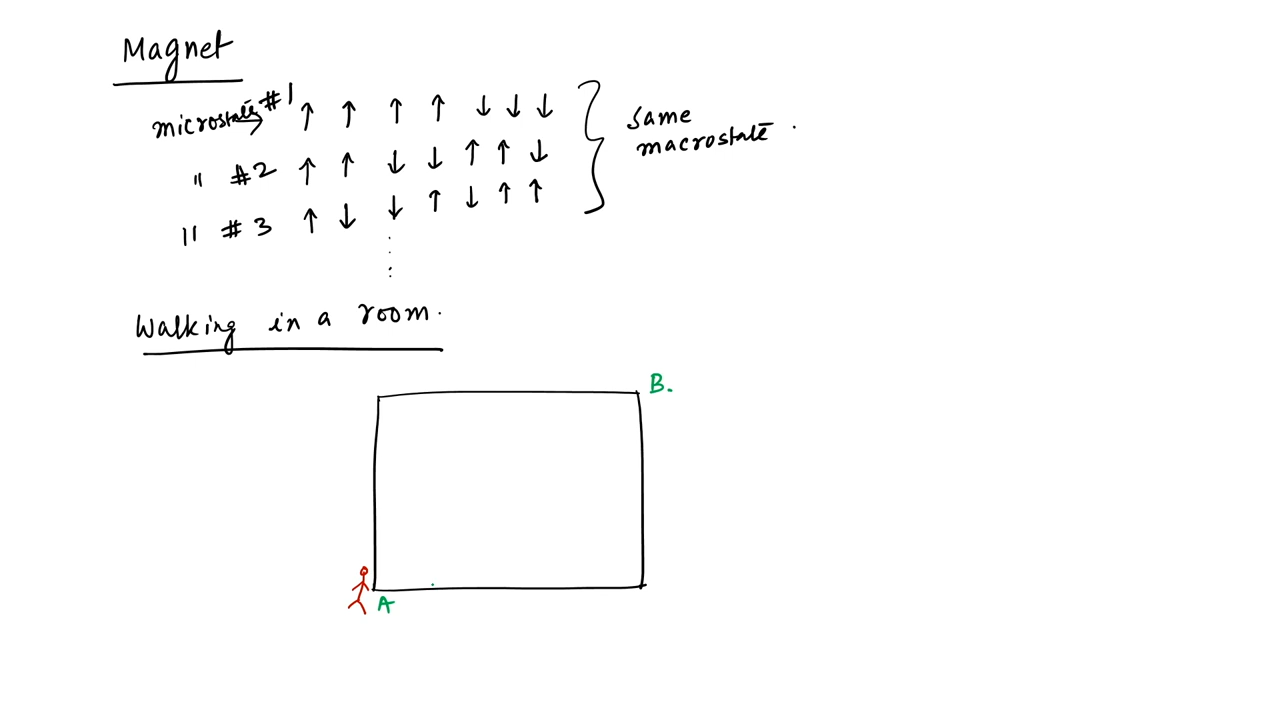 Magnet
microstate #1 → ↑ ↑ ↑ ↑ ↓ ↓ ↓
" #2 ↑ ↑ ↓ ↓ ↑ ↑ ↓
" #3 ↑ ↓ ↓ ↑ ↓ ↑ ↑
same
macrostate.
Walking in a room.
B.
A